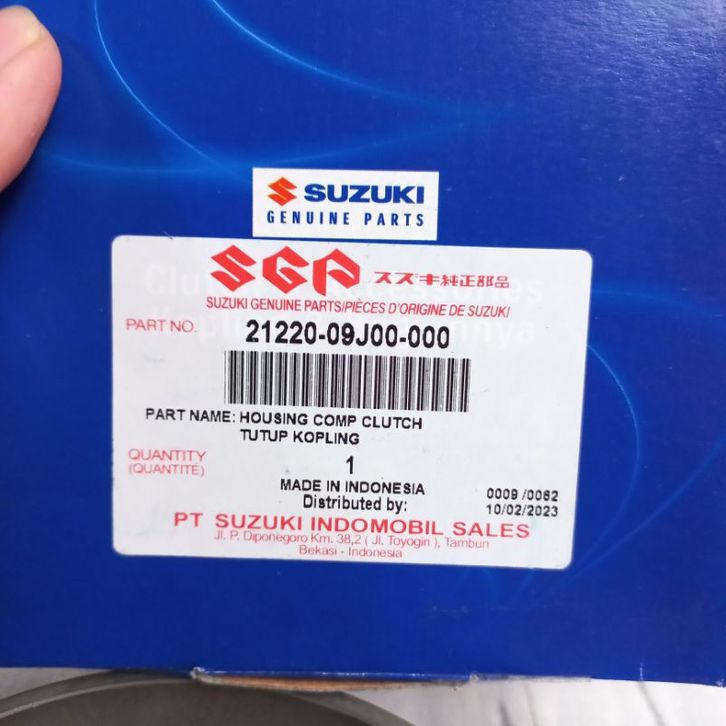 SUZUKI
GENUINE PARTS
SGP スズキ純正部品
SUZUKI GENUINE PARTS/PIÈCES D'ORIGINE DE SUZUKI
PART NO. 21220-09J00-000
PART NAME: HOUSING COMP CLUTCH
TUTUP KOPLING
QUANTITY
(QUANTITÉ) 1
MADE IN INDONESIA 0009 /0062
Distributed by: 10/02/2023
PT SUZUKI INDOMOBIL SALES
Jl. P. Diponegoro Km. 38,2 ( Jl. Toyogiri ), Tambun
Bekasi - Indonesia